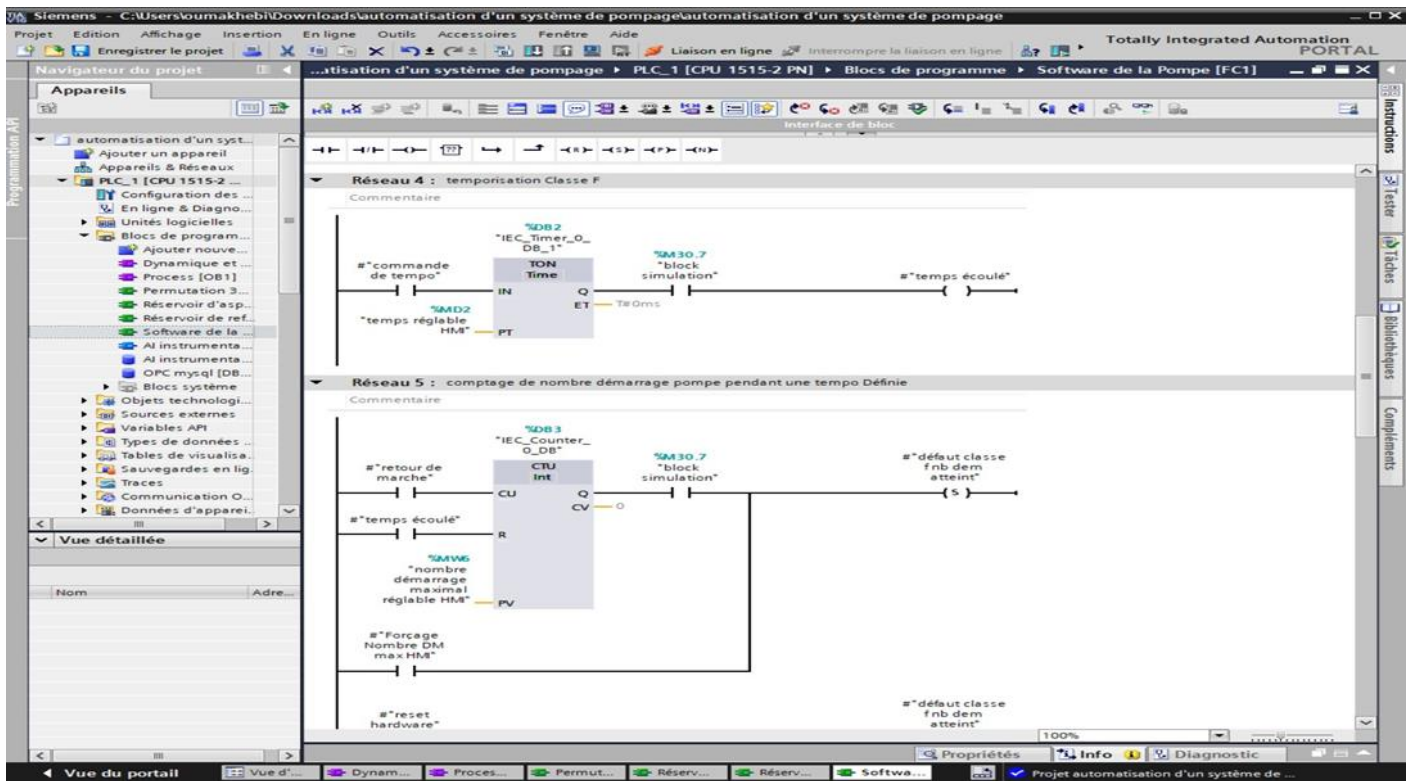 Siemens - C:\Users\oumakhebi\Downloads\automatisation d'un système de pompage\automatisation d'un système de pompage
Projet Edition Affichage Insertion En ligne Outils Accessoires Fenêtre Aide
Totally Integrated Automation
PORTAL
Enregistrer le projet
Liaison en ligne
Interrompre la liaison en ligne
Navigateur du projet
...atisation d'un système de pompage ▸ PLC_1 [CPU 1515-2 PN] ▸ Blocs de programme ▸ Software de la Pompe [FC1]
Appareils
Programmation API
automatisation d'un syst...
Ajouter un appareil
Appareils & Réseaux
PLC_1 [CPU 1515-2 ...
Configuration des ...
En ligne & Diagno...
Unités logicielles
Blocs de program...
Ajouter nouve...
Dynamique et ...
Process [OB1]
Permutation 3...
Réservoir d'asp...
Réservoir de ref...
Software de la ...
AI instrumenta...
AI instrumenta...
OPC mysql [DB...
Blocs système
Objets technologi...
Sources externes
Variables API
Types de données ...
Tables de visualisa...
Sauvegardes en lig...
Traces
Communication O...
Données d'apparei...
Vue détaillée
Nom Adre...
Interface de bloc
Réseau 4 : temporisation Classe F
Commentaire
%DB2
"IEC_Timer_0_
DB_1"
TON
Time
#"commande
de tempo"
IN Q
ET T#0ms
%M30.7
"block
simulation"
#"temps écoulé"
%MD2
"temps réglable
HMI"
PT
Réseau 5 : comptage de nombre démarrage pompe pendant une tempo Définie
Commentaire
%DB3
"IEC_Counter_
0_DB"
CTU
Int
#"retour de
marche"
CU Q
CV 0
%M30.7
"block
simulation"
#"défaut classe
f nb dem
atteint"
S
#"temps écoulé"
R
%MW6
"nombre
démarrage
maximal
réglable HMI"
PV
#"Forçage
Nombre DM
max HMI"
#"reset
hardware"
#"défaut classe
f nb dem
atteint"
100%
Instructions
Tester
Tâches
Bibliothèques
Compléments
Propriétés
Info
Diagnostic
Vue du portail
Vue d'...
Dynam...
Proces...
Permut...
Réserv...
Réserv...
Softwa...
Projet automatisation d'un système de ...